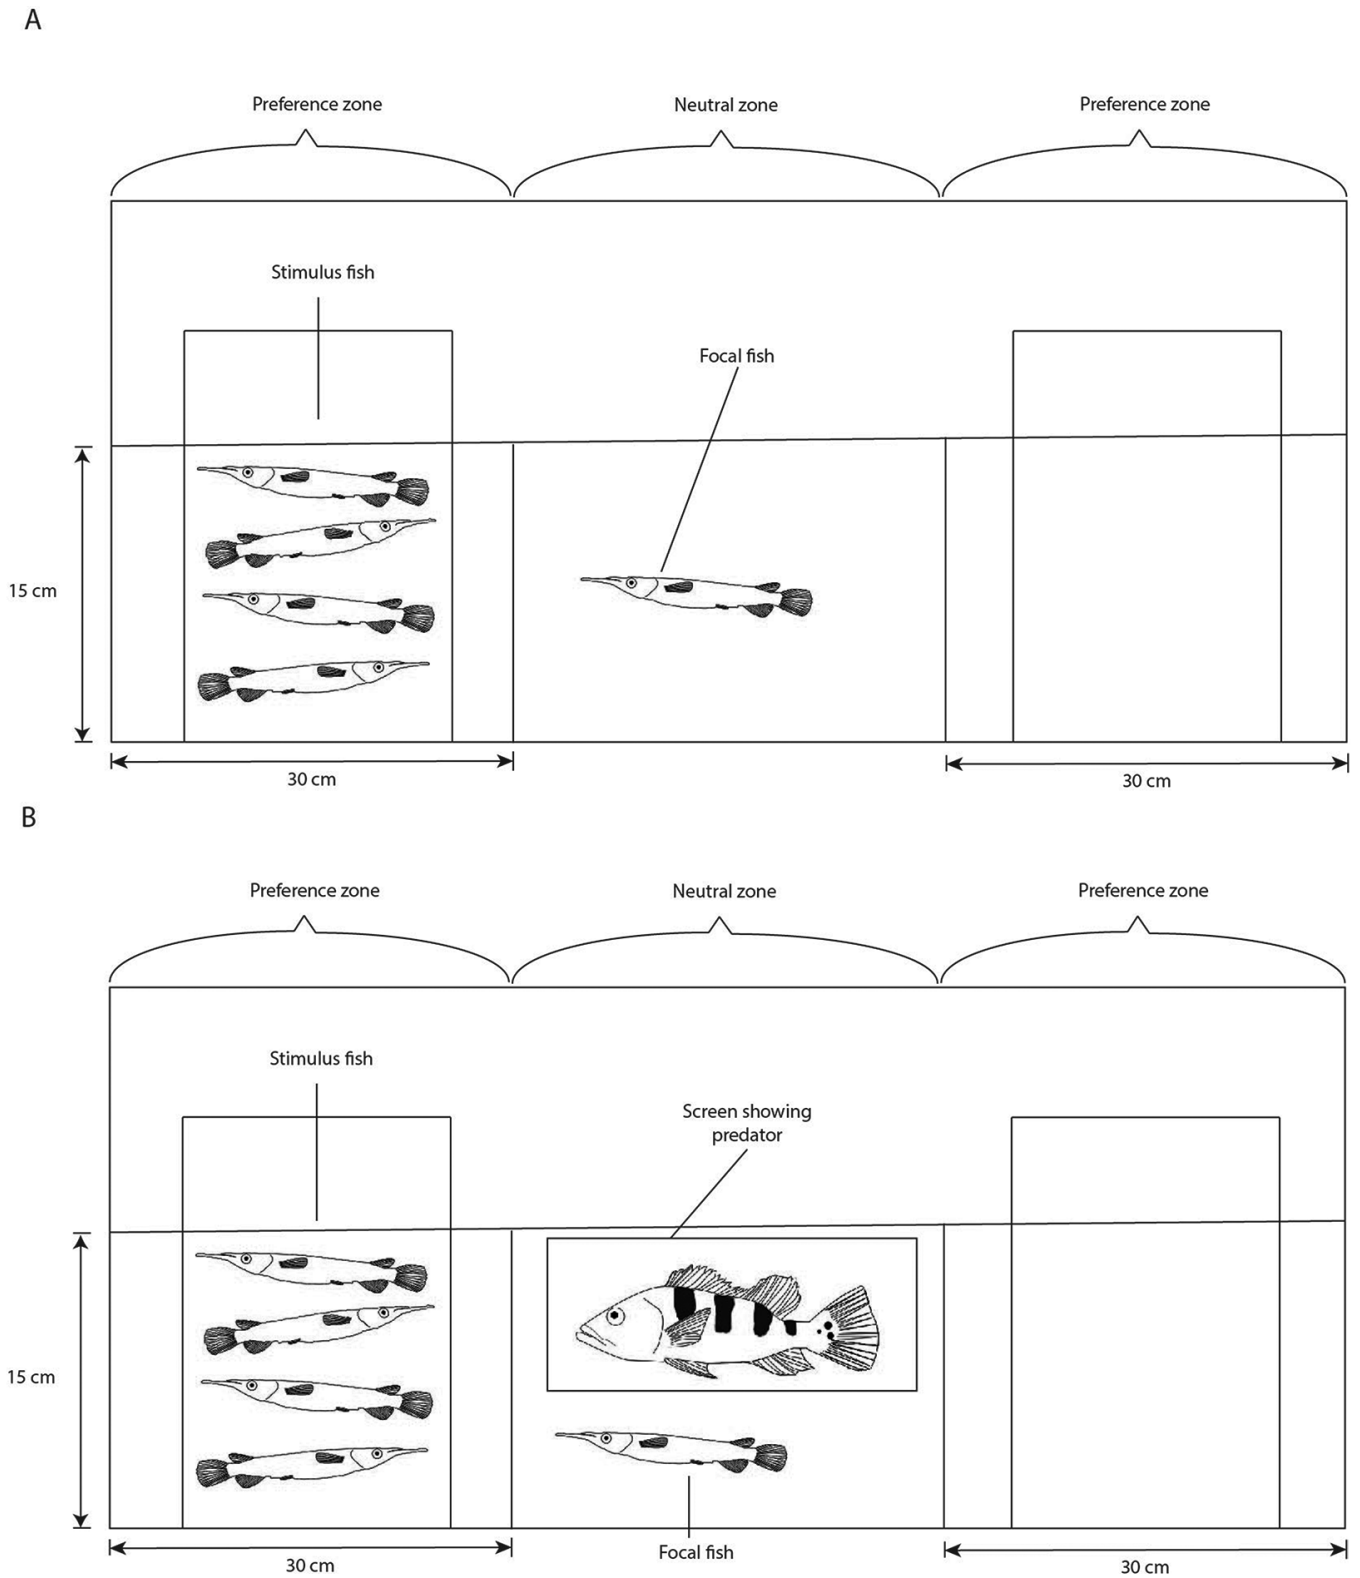 A
Preference zone
Neutral zone
Preference zone
Stimulus fish
Focal fish
15 cm
30 cm
30 cm
B
Preference zone
Neutral zone
Preference zone
Stimulus fish
Screen showing
predator
15 cm
Focal fish
30 cm
30 cm